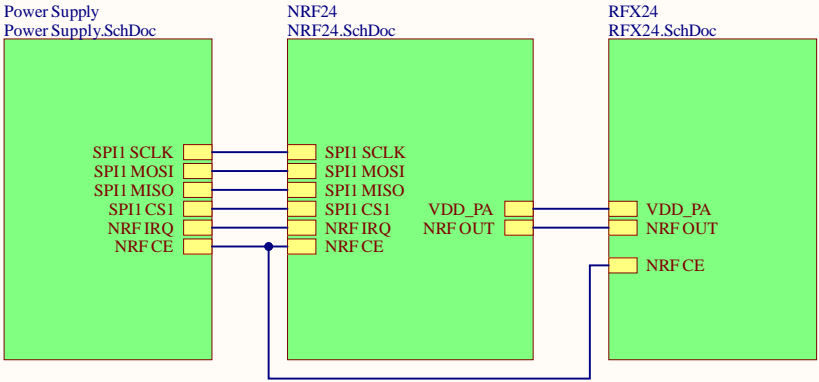 Power Supply
Power Supply.SchDoc
SPI1 SCLK
SPI1 MOSI
SPI1 MISO
SPI1 CS1
NRF IRQ
NRF CE
NRF24
NRF24.SchDoc
SPI1 SCLK
SPI1 MOSI
SPI1 MISO
SPI1 CS1
NRF IRQ
NRF CE
VDD_PA
NRF OUT
RFX24
RFX24.SchDoc
VDD_PA
NRF OUT
NRF CE